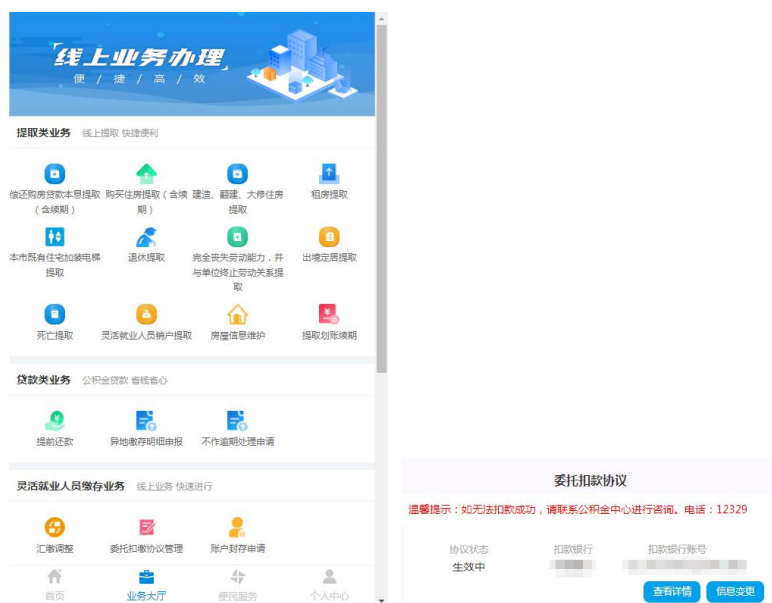 线上业务办理
便 / 捷 / 高 / 效
提取类业务 线上提取 快捷便利
偿还购房贷款本息提取（含续期）
购买住房提取（含续期）
建造、翻建、大修住房提取
租房提取
本市既有住宅加装电梯提取
退休提取
完全丧失劳动能力，并与单位终止劳动关系提取
出境定居提取
死亡提取
灵活就业人员销户提取
房屋信息维护
提取划账续期
贷款类业务 公积金贷款 省钱省心
提前还款
异地缴存明细申报
不作逾期处理申请
灵活就业人员缴存业务 线上业务 快速进行
汇缴调整
委托扣缴协议管理
账户封存申请
首页
业务大厅
便民服务
个人中心
委托扣款协议
温馨提示：如无法扣款成功，请联系公积金中心进行咨询。电话：12329
协议状态 扣款银行 扣款银行账号
生效中
查看详情 信息变更